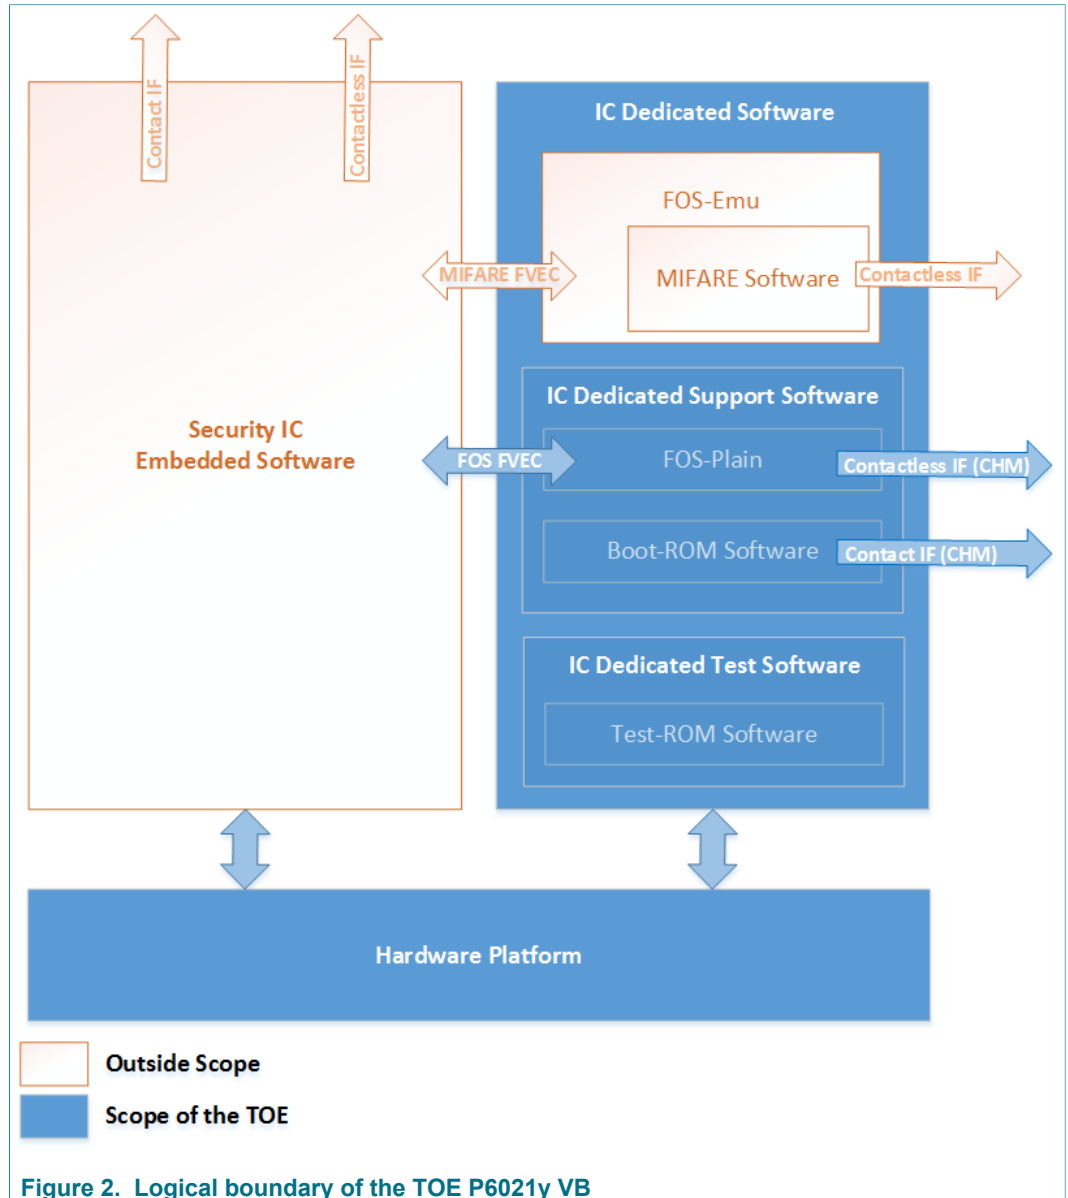 Contact IF
Contactless IF
IC Dedicated Software
FOS-Emu
MIFARE FVEC
MIFARE Software
Contactless IF
IC Dedicated Support Software
Security IC
Embedded Software
FOS FVEC
FOS-Plain
Contactless IF (CHM)
Boot-ROM Software
Contact IF (CHM)
IC Dedicated Test Software
Test-ROM Software
Hardware Platform
Outside Scope
Scope of the TOE
Figure 2. Logical boundary of the TOE P6021y VB